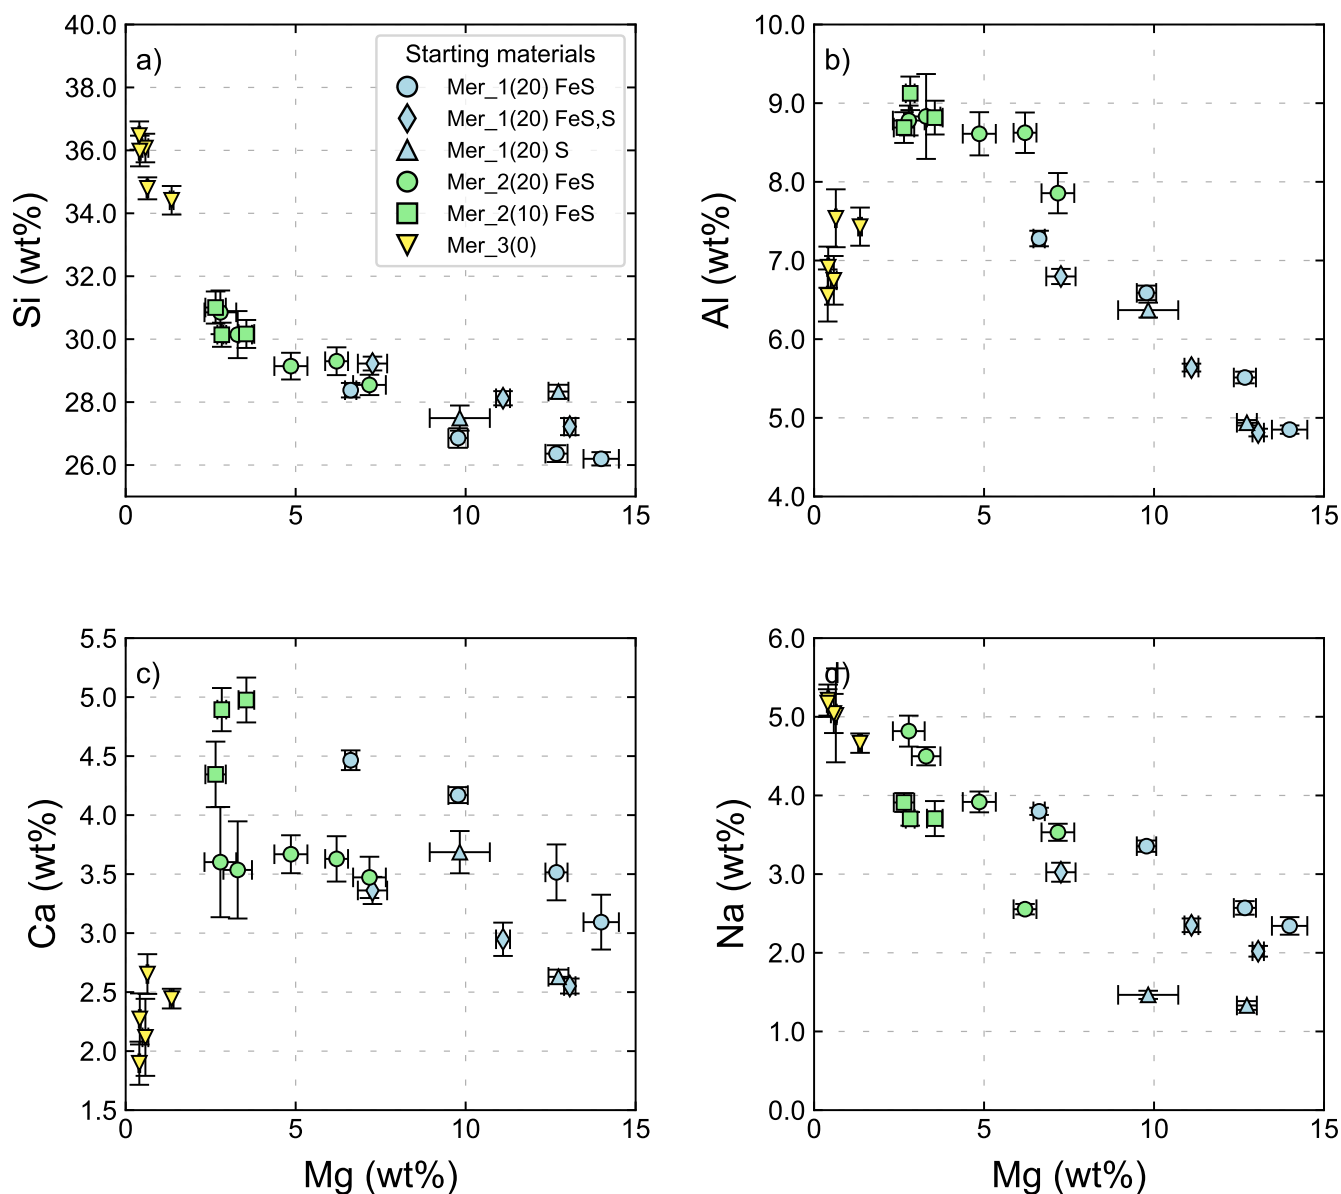 40.0
38.0
36.0
34.0
32.0
30.0
28.0
26.0
Si (wt%)
a)
Starting materials
Mer_1(20) FeS
Mer_1(20) FeS,S
Mer_1(20) S
Mer_2(20) FeS
Mer_2(10) FeS
Mer_3(0)
0 5 10 15
10.0
9.0
8.0
7.0
6.0
5.0
4.0
Al (wt%)
b)
0 5 10 15
5.5
5.0
4.5
4.0
3.5
3.0
2.5
2.0
1.5
Ca (wt%)
c)
0 5 10 15
Mg (wt%)
6.0
5.0
4.0
3.0
2.0
1.0
0.0
Na (wt%)
d)
0 5 10 15
Mg (wt%)